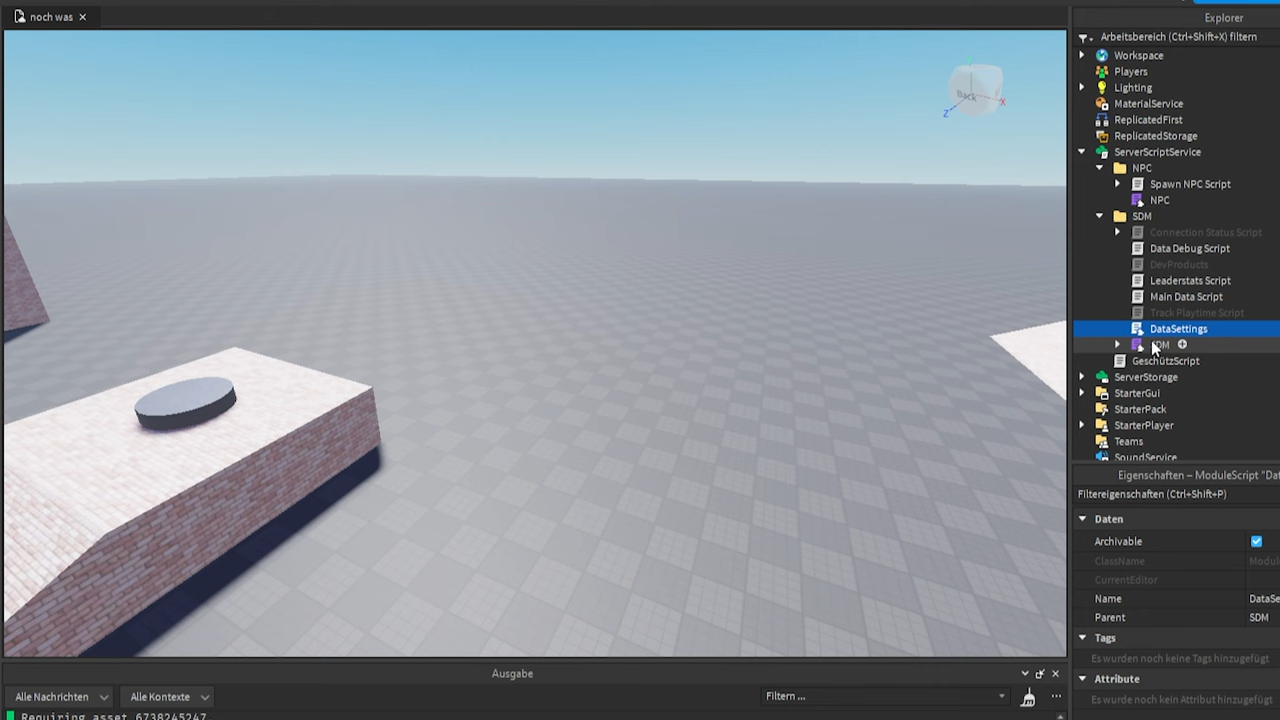 noch was
Back
X
Z
Explorer
Arbeitsbereich (Ctrl+Shift+X) filtern
Workspace
Players
Lighting
MaterialService
ReplicatedFirst
ReplicatedStorage
ServerScriptService
NPC
Spawn NPC Script
NPC
SDM
Connection Status Script
Data Debug Script
DevProducts
Leaderstats Script
Main Data Script
Track Playtime Script
DataSettings
GeschützScript
ServerStorage
StarterGui
StarterPack
StarterPlayer
Teams
SoundService
Eigenschaften – ModuleScript "Dat
Filtereigenschaften (Ctrl+Shift+P)
Daten
Archivable
ClassName Modul
CurrentEditor
Name DataSe
Parent SDM
Tags
Es wurden noch keine Tags hinzugefügt
Attribute
Es wurde noch kein Attribut hinzugefügt
Ausgabe
Alle Nachrichten Alle Kontexte Filtern ...
Requiring asset 6738245247